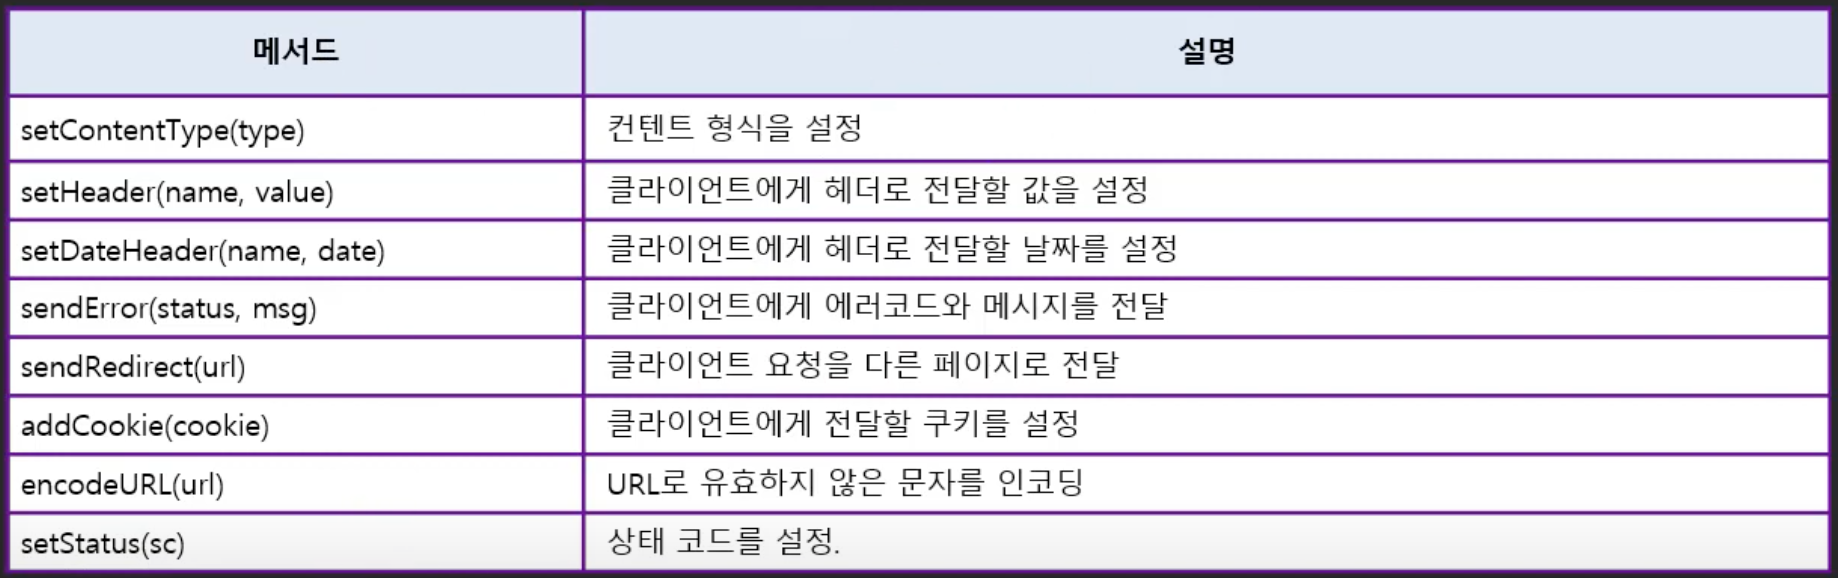 메서드 설명
setContentType(type) 컨텐트 형식을 설정
setHeader(name, value) 클라이언트에게 헤더로 전달할 값을 설정
setDateHeader(name, date) 클라이언트에게 헤더로 전달할 날짜를 설정
sendError(status, msg) 클라이언트에게 에러코드와 메시지를 전달
sendRedirect(url) 클라이언트 요청을 다른 페이지로 전달
addCookie(cookie) 클라이언트에게 전달할 쿠키를 설정
encodeURL(url) URL로 유효하지 않은 문자를 인코딩
setStatus(sc) 상태 코드를 설정.